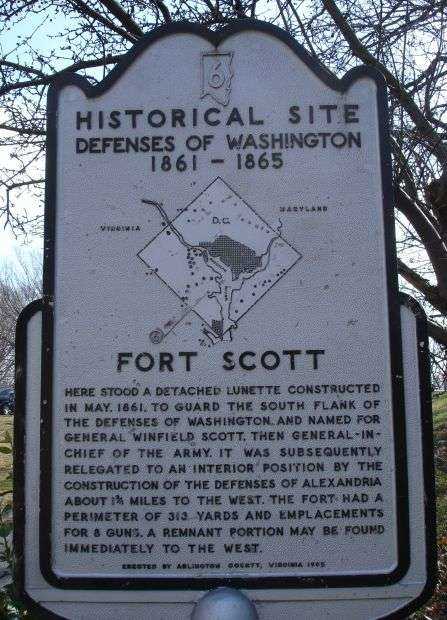 6
HISTORICAL SITE
DEFENSES OF WASHINGTON
1861 – 1865
D.C.
MARYLAND
VIRGINIA
FORT SCOTT
HERE STOOD A DETACHED LUNETTE CONSTRUCTED
IN MAY, 1861, TO GUARD THE SOUTH FLANK OF
THE DEFENSES OF WASHINGTON, AND NAMED FOR
GENERAL WINFIELD SCOTT, THEN GENERAL-IN-
CHIEF OF THE ARMY. IT WAS SUBSEQUENTLY
RELEGATED TO AN INTERIOR POSITION BY THE
CONSTRUCTION OF THE DEFENSES OF ALEXANDRIA
ABOUT MILES TO THE WEST. THE FORT HAD A
PERIMETER OF 313 YARDS AND EMPLACEMENTS
FOR 8 GUNS. A REMNANT PORTION MAY BE FOUND
IMMEDIATELY TO THE WEST.
ERECTED BY ARLINGTON COUNTY, VIRGINIA 1965